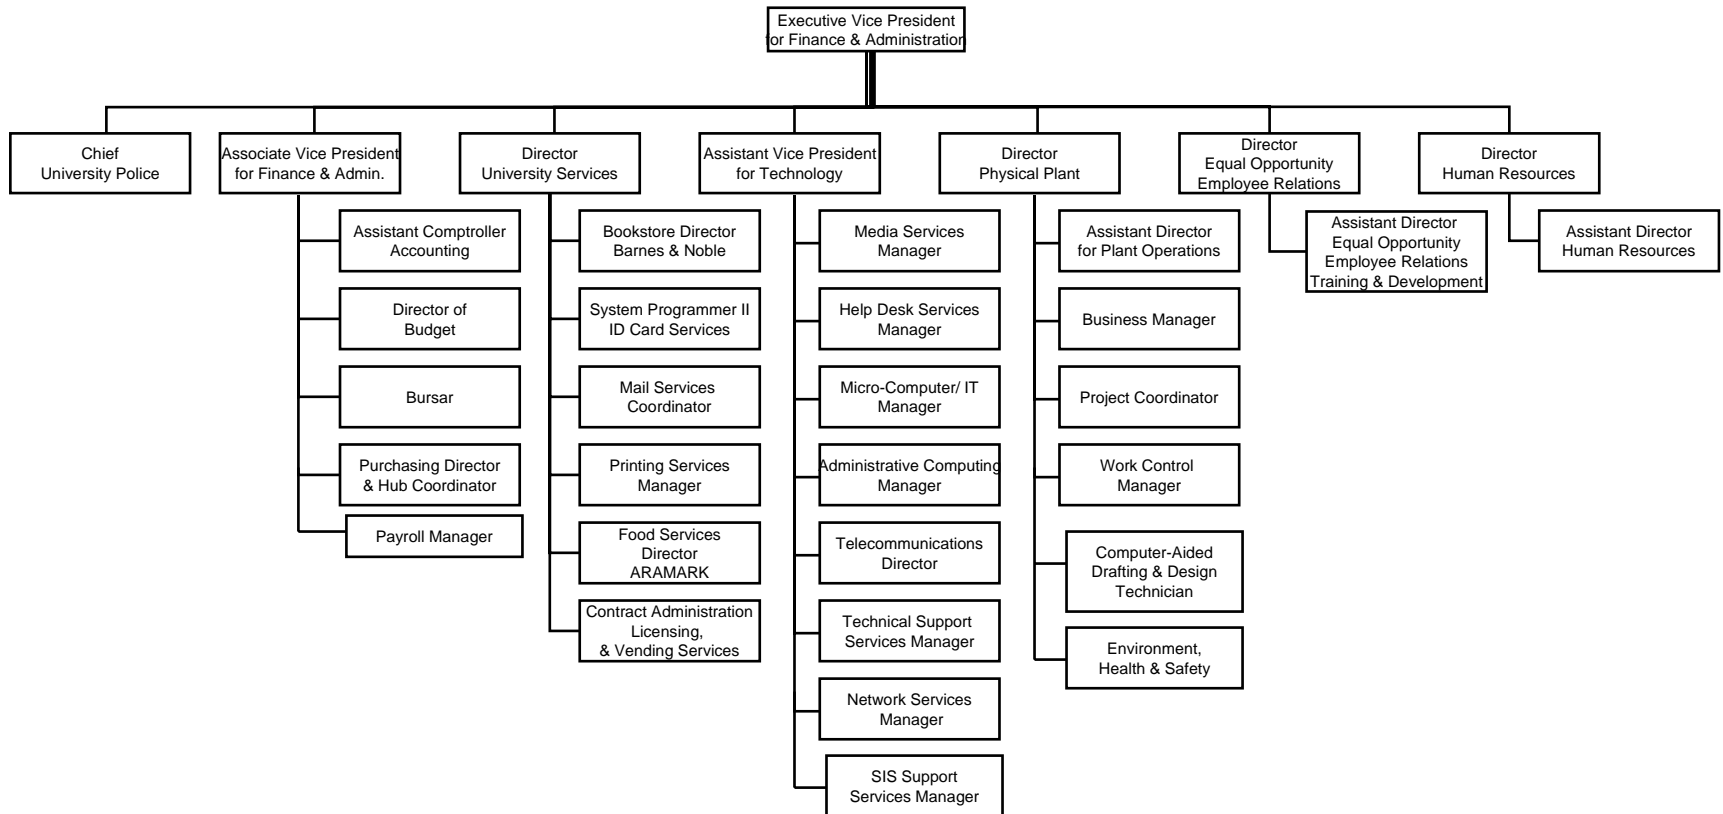 Executive Vice President
for Finance & Administration
Chief
University Police
Associate Vice President
for Finance & Admin.
Assistant Comptroller
Accounting
Director of
Budget
Bursar
Purchasing Director
& Hub Coordinator
Payroll Manager
Director
University Services
Bookstore Director
Barnes & Noble
System Programmer II
ID Card Services
Mail Services
Coordinator
Printing Services
Manager
Food Services
Director
ARAMARK
Contract Administration
Licensing,
& Vending Services
Assistant Vice President
for Technology
Media Services
Manager
Help Desk Services
Manager
Micro-Computer/ IT
Manager
Administrative Computing
Manager
Telecommunications
Director
Technical Support
Services Manager
Network Services
Manager
SIS Support
Services Manager
Director
Physical Plant
Assistant Director
for Plant Operations
Business Manager
Project Coordinator
Work Control
Manager
Computer-Aided
Drafting & Design
Technician
Environment,
Health & Safety
Director
Equal Opportunity
Employee Relations
Assistant Director
Equal Opportunity
Employee Relations
Training & Development
Director
Human Resources
Assistant Director
Human Resources